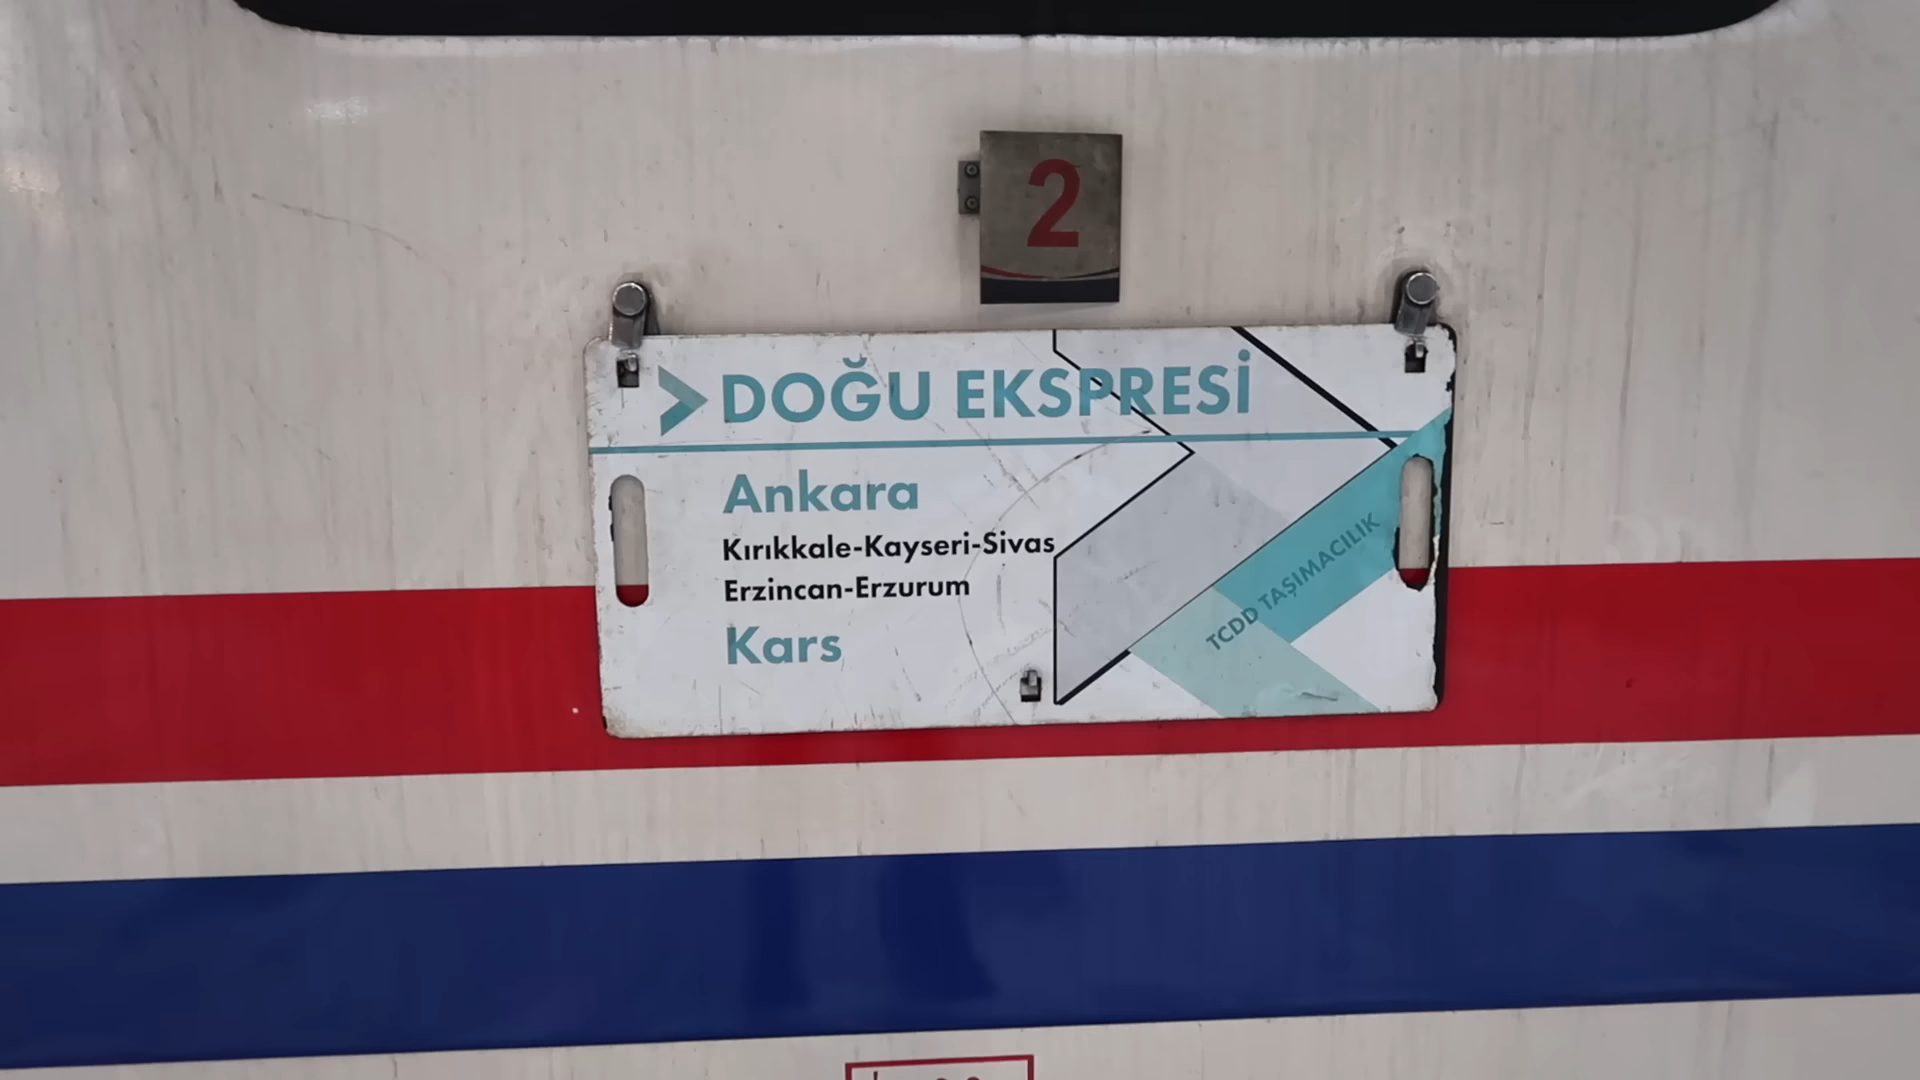 2
DOĞU EKSPRESİ
Ankara
Kırıkkale-Kayseri-Sivas
Erzincan-Erzurum
Kars
TCDD TAŞIMACILIK